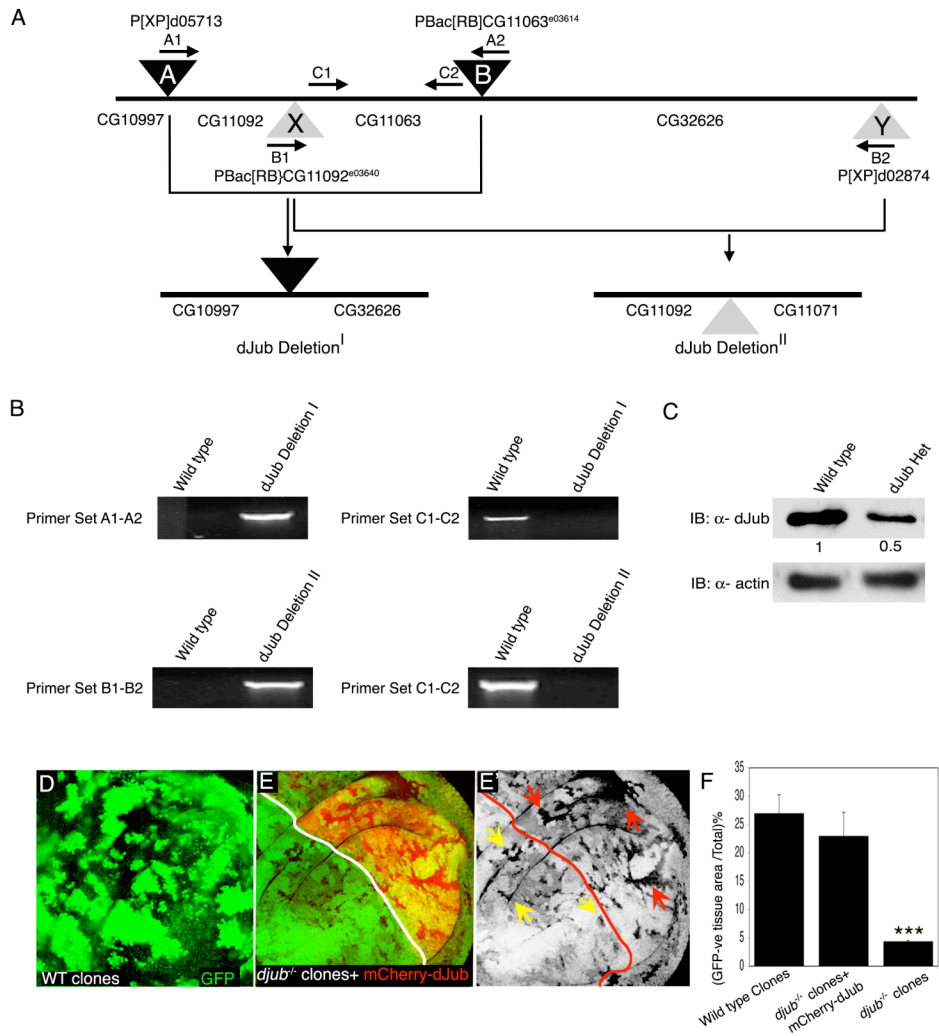 A
P[XP]d05713
PBac[RB]CG11063e03614
A1
A2
A
B
C1
C2
CG10997
CG11092
X
CG11063
CG32626
Y
B1
B2
PBac[RB}CG11092e03640
P[XP]d02874
CG10997
CG32626
CG11092
CG11071
dJub Deletion I
dJub Deletion II
B
Wild type
dJub Deletion I
Primer Set A1-A2
Wild type
dJub Deletion I
Primer Set C1-C2
Wild type
dJub Deletion II
Primer Set B1-B2
Wild type
dJub Deletion II
Primer Set C1-C2
C
Wild type
dJub Het
IB: α- dJub
1
0.5
IB: α- actin
D
WT clones
GFP
E
djub-/- clones+ mCherry-dJub
E'
F
(GFP-ve tissue area /Total)%
35
30
25
20
15
10
5
0
***
Wild type Clones
djub-/- clones+
mCherry-dJub
djub-/- clones